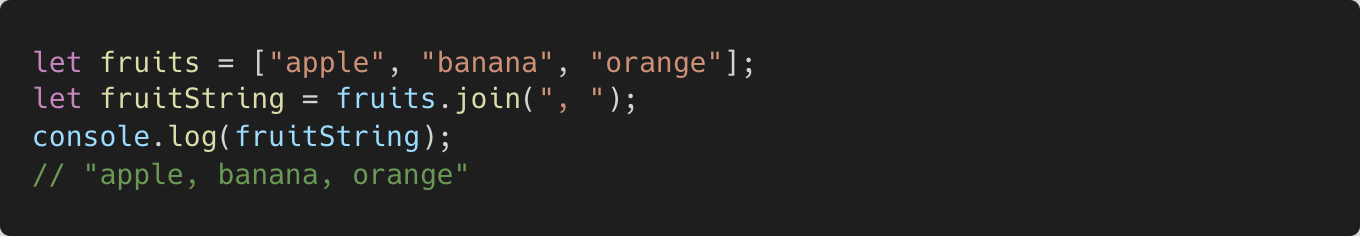 let fruits = ["apple", "banana", "orange"];
let fruitString = fruits.join(", ");
console.log(fruitString);
// "apple, banana, orange"